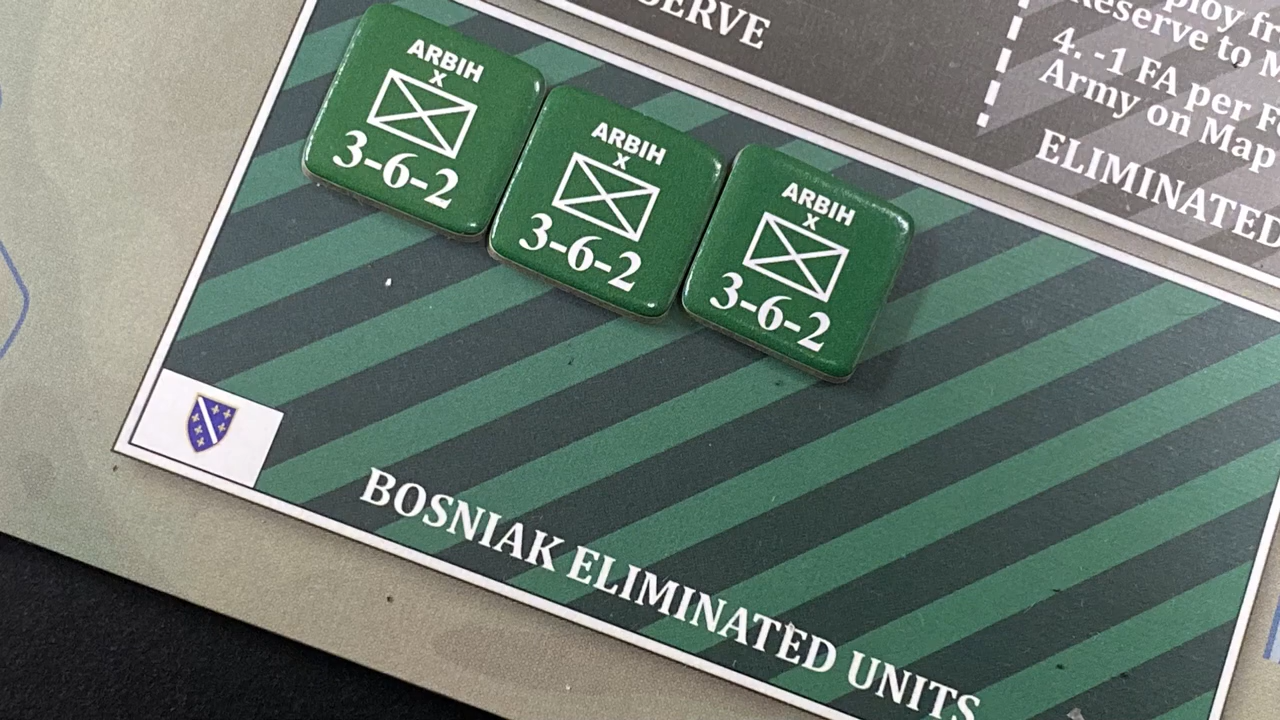 SERVE
4. -1 FA per F
Army on Map
ELIMINATED
ARBIH
X
3-6-2
ARBIH
X
3-6-2
ARBIH
X
3-6-2
BOSNIAK ELIMINATED UNITS